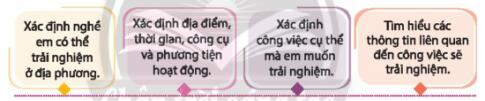 Xác định nghề
em có thể
trải nghiệm
ở địa phương.
Xác định địa điểm,
thời gian, công cụ
và phương tiện
hoạt động.
Xác định
công việc cụ thể
mà em muốn
trải nghiệm.
Tìm hiểu các
thông tin liên quan
đến công việc sẽ
trải nghiệm.